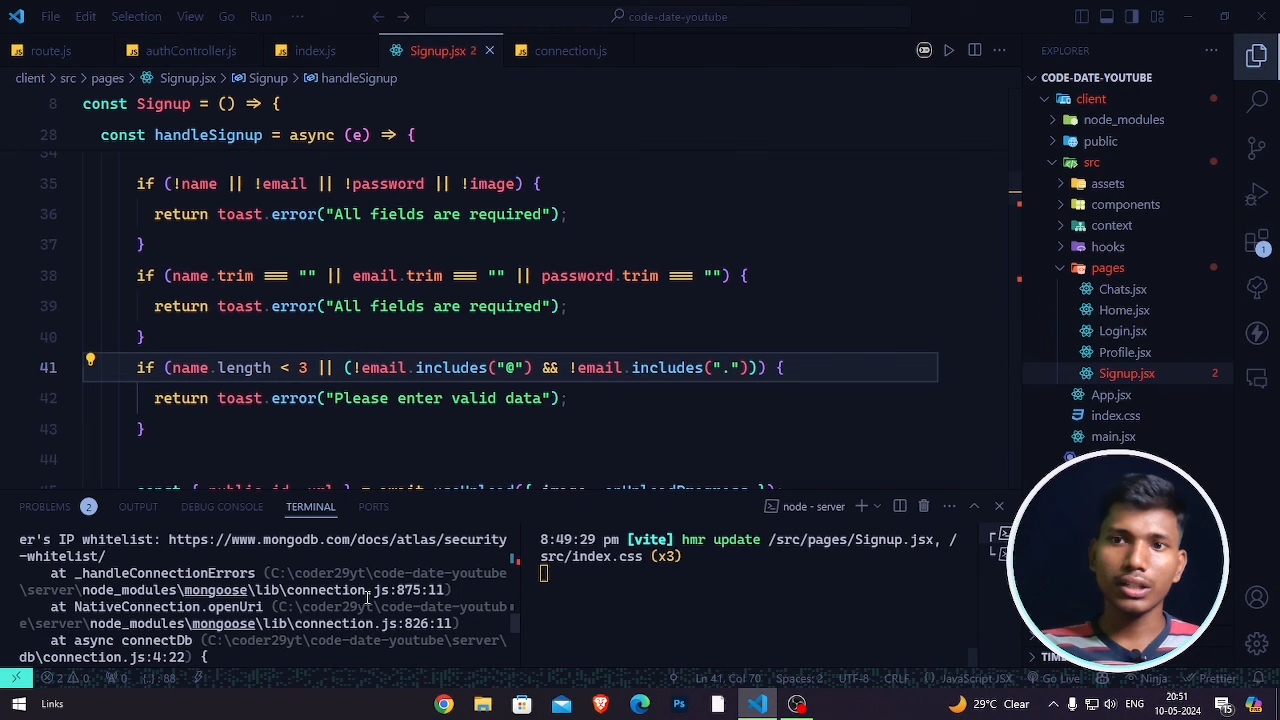 File Edit Selection View Go Run ··· code-date-youtube
route.js authController.js index.js Signup.jsx 2 connection.js EXPLORER
client > src > pages > Signup.jsx > Signup > handleSignup
CODE-DATE-YOUTUBE
8 const Signup = () => {
28 const handleSignup = async (e) => {
34
35 if (!name || !email || !password || !image) {
36 return toast.error("All fields are required");
37 }
38 if (name.trim === "" || email.trim === "" || password.trim === "") {
39 return toast.error("All fields are required");
40 }
41 if (name.length < 3 || (!email.includes("@") && !email.includes("."))) {
42 return toast.error("Please enter valid data");
43 }
44
client
node_modules
public
src
assets
components
context
hooks
pages
Chats.jsx
Home.jsx
Login.jsx
Profile.jsx
Signup.jsx 2
App.jsx
index.css
main.jsx
1
PROBLEMS 2 OUTPUT DEBUG CONSOLE TERMINAL PORTS node - server
er's IP whitelist: https://www.mongodb.com/docs/atlas/security
-whitelist/
at _handleConnectionErrors (C:\coder29yt\code-date-youtube
\server\node_modules\mongoose\lib\connection.js:875:11)
at NativeConnection.openUri (C:\coder29yt\code-date-youtub
e\server\node_modules\mongoose\lib\connection.js:826:11)
at async connectDb (C:\coder29yt\code-date-youtube\server\
db\connection.js:4:22) {
8:49:29 pm [vite] hmr update /src/pages/Signup.jsx, /
src/index.css (x3)
2 0 0 88 Ln 41, Col 70 Spaces: 2 UTF-8 CRLF JavaScript JSX Go Live Ninja Prettier
Links 29°C Clear ENG 20:51
10-05-2024